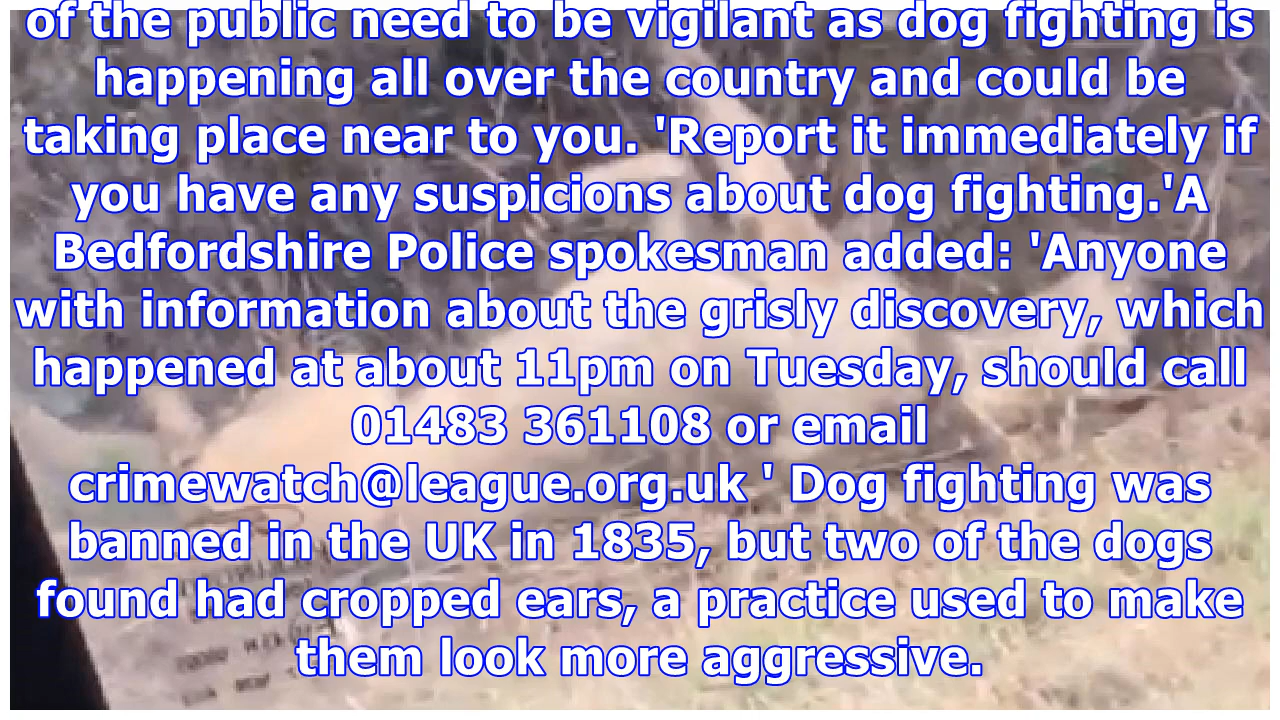 of the public need to be vigilant as dog fighting is
happening all over the country and could be
taking place near to you. 'Report it immediately if
you have any suspicions about dog fighting.'A
Bedfordshire Police spokesman added: 'Anyone
with information about the grisly discovery, which
happened at about 11pm on Tuesday, should call
01483 361108 or email
crimewatch@league.org.uk ' Dog fighting was
banned in the UK in 1835, but two of the dogs
found had cropped ears, a practice used to make
them look more aggressive.